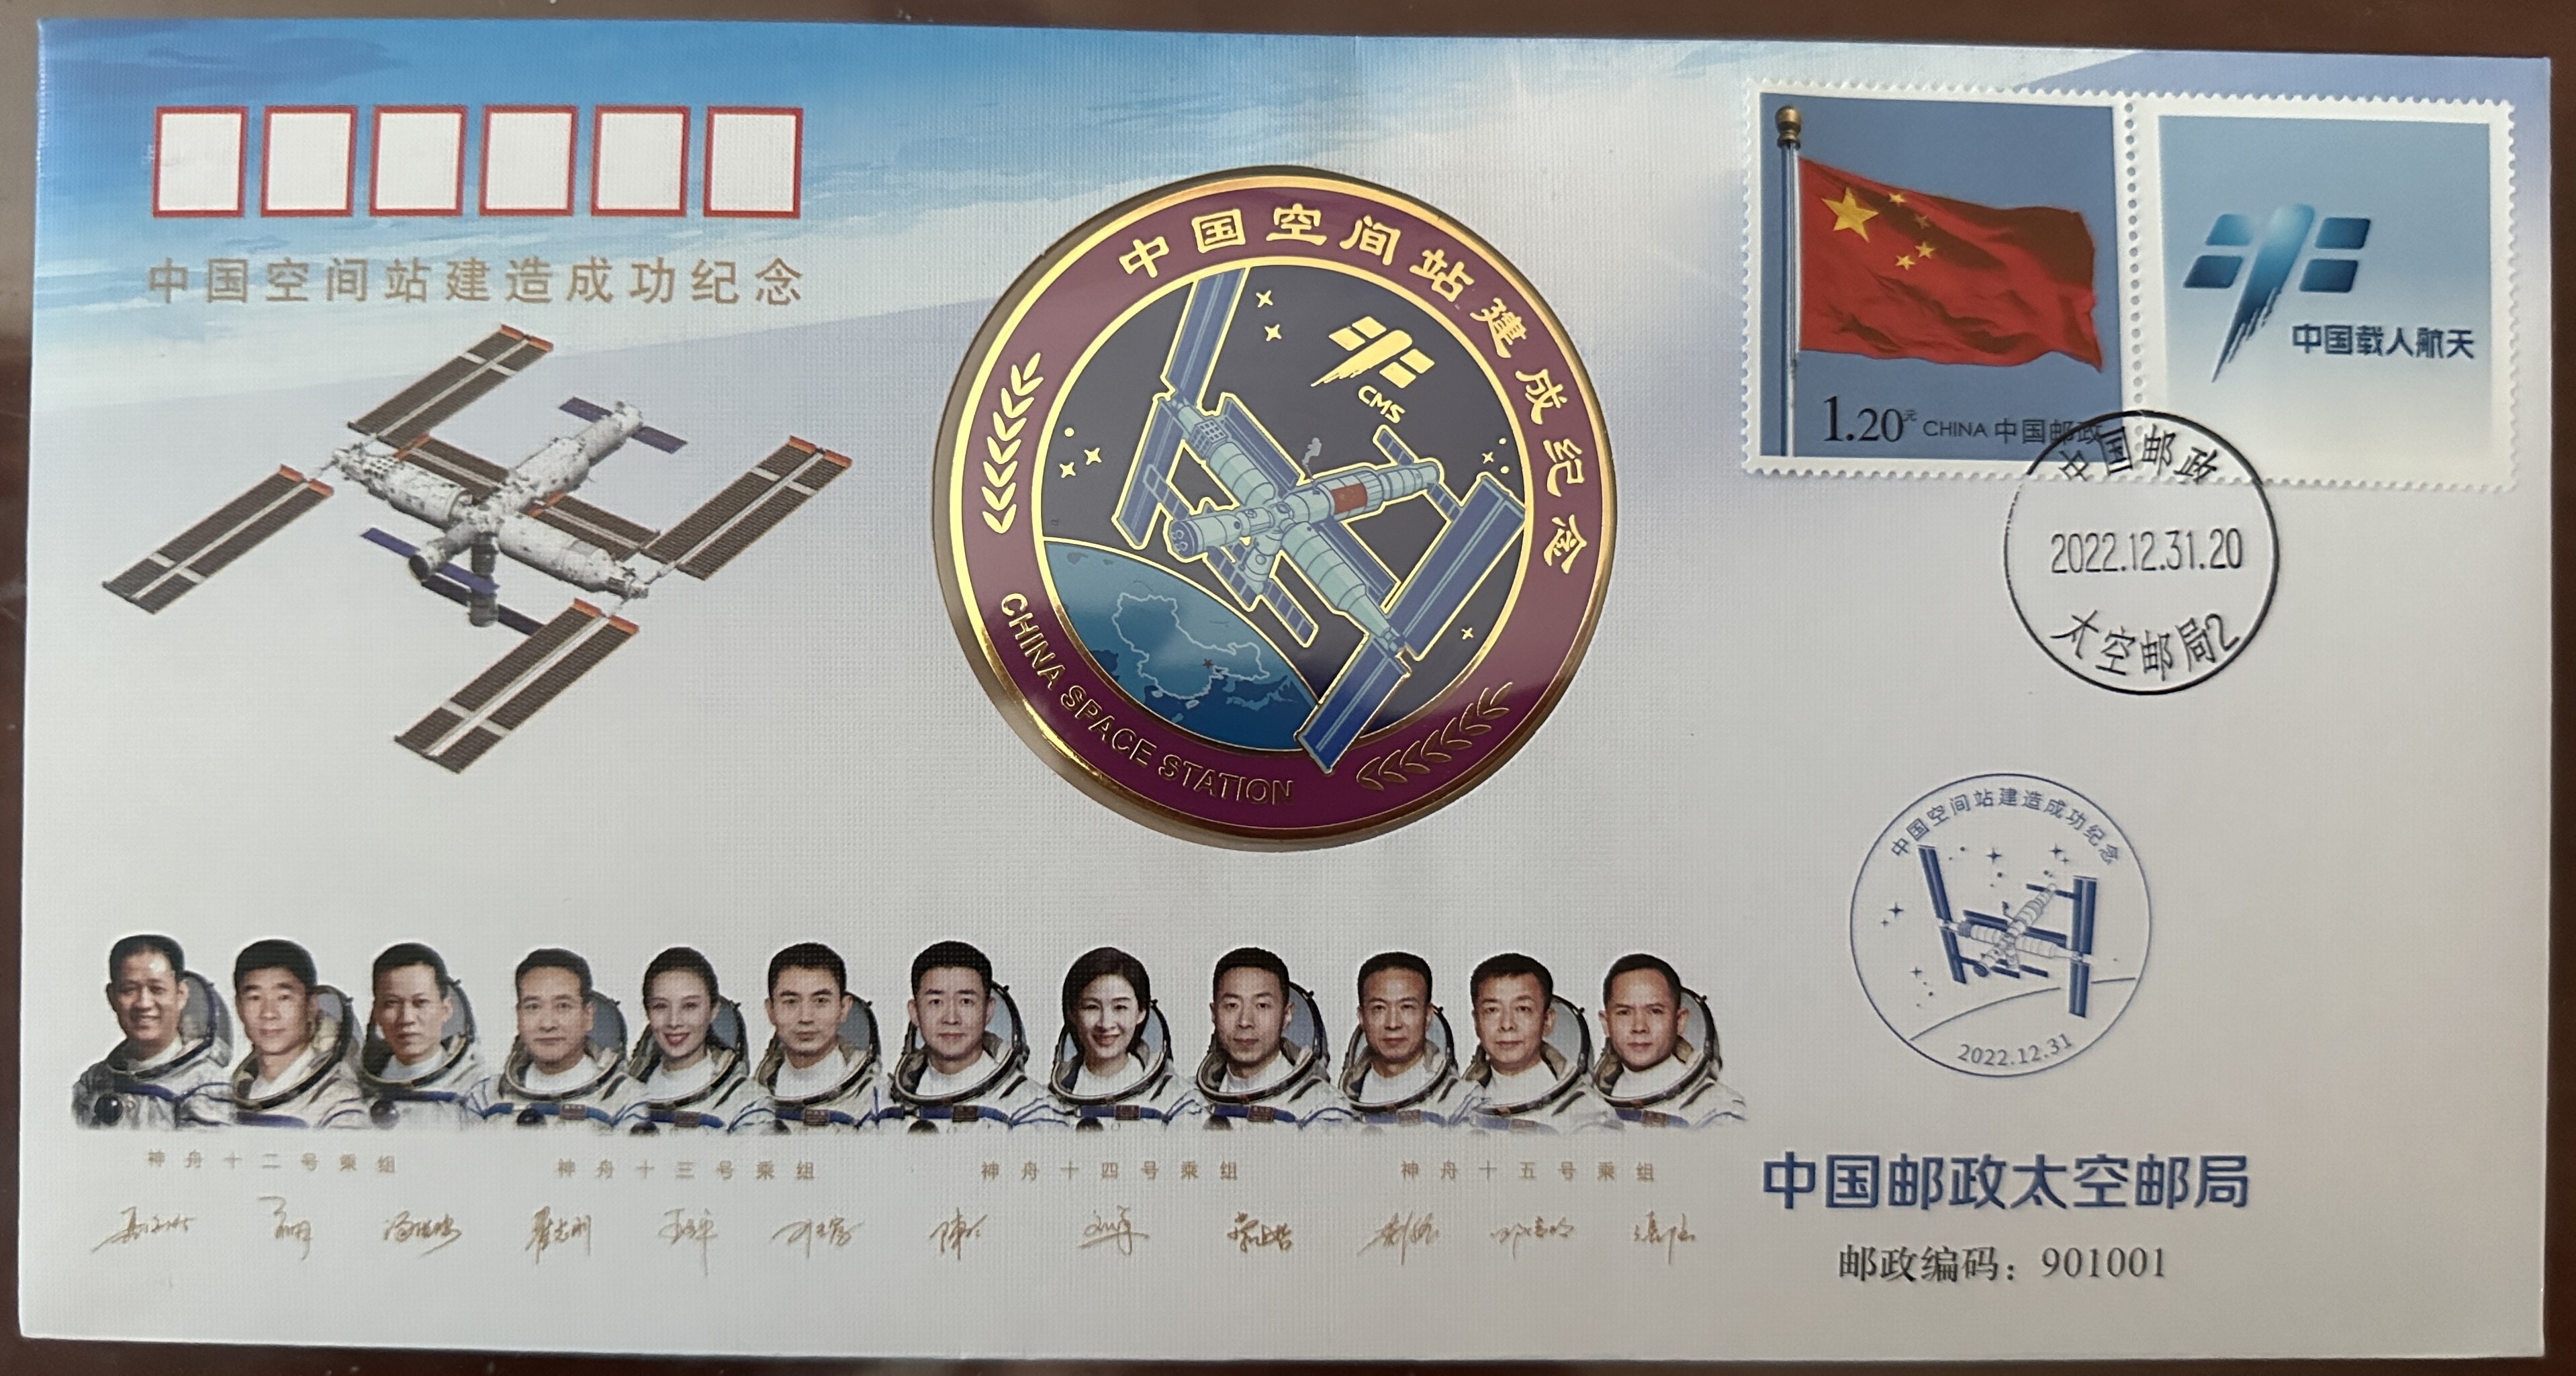 中国空间站建造成功纪念
中国空间站建成纪念
CMS
CHINA SPACE STATION
1.20元 CHINA 中国邮政
中国载人航天
中国邮政
2022.12.31.20
太空邮局2
中国空间站建造成功纪念
2022.12.31
神舟十二号乘组
神舟十三号乘组
神舟十四号乘组
神舟十五号乘组
中国邮政太空邮局
邮政编码：901001